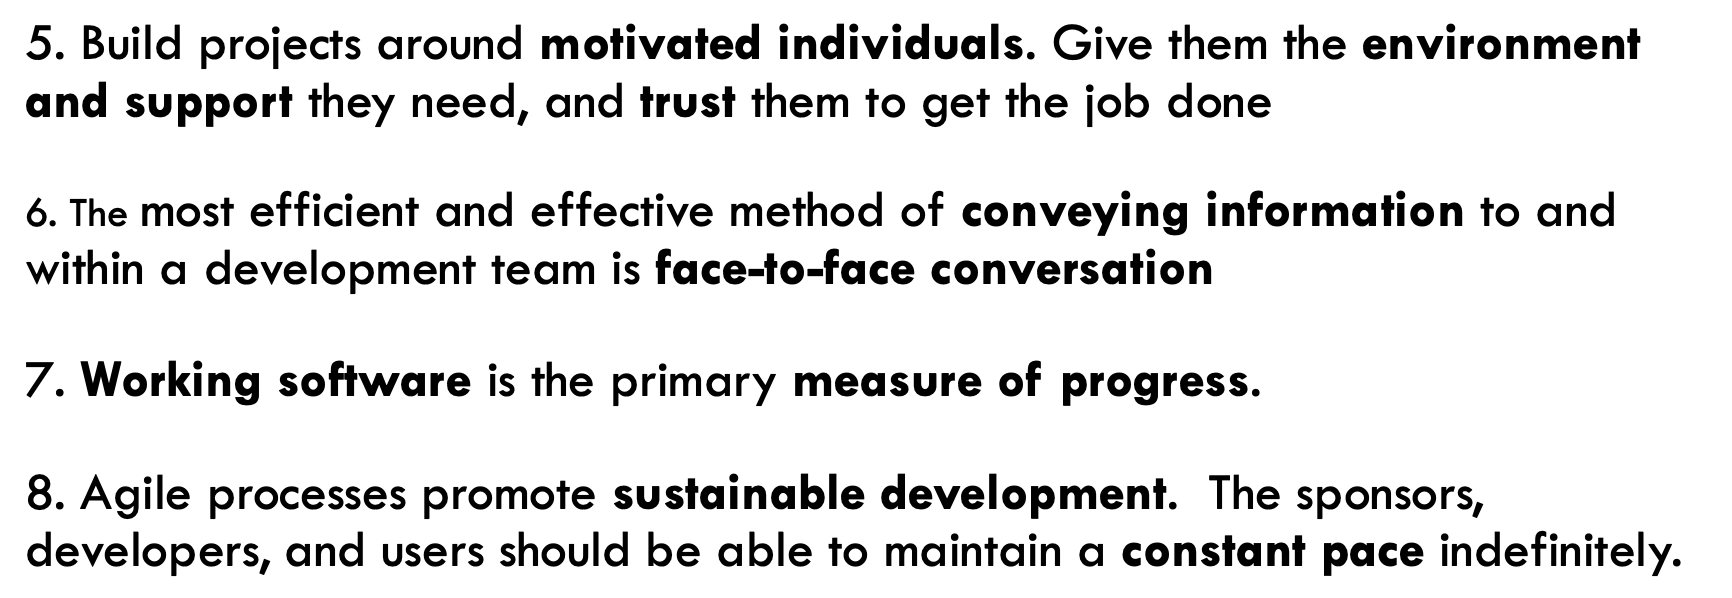 5. Build projects around motivated individuals. Give them the environment
and support they need, and trust them to get the job done
6. The most efficient and effective method of conveying information to and
within a development team is face-to-face conversation
7. Working software is the primary measure of progress.
8. Agile processes promote sustainable development.  The sponsors,
developers, and users should be able to maintain a constant pace indefinitely.